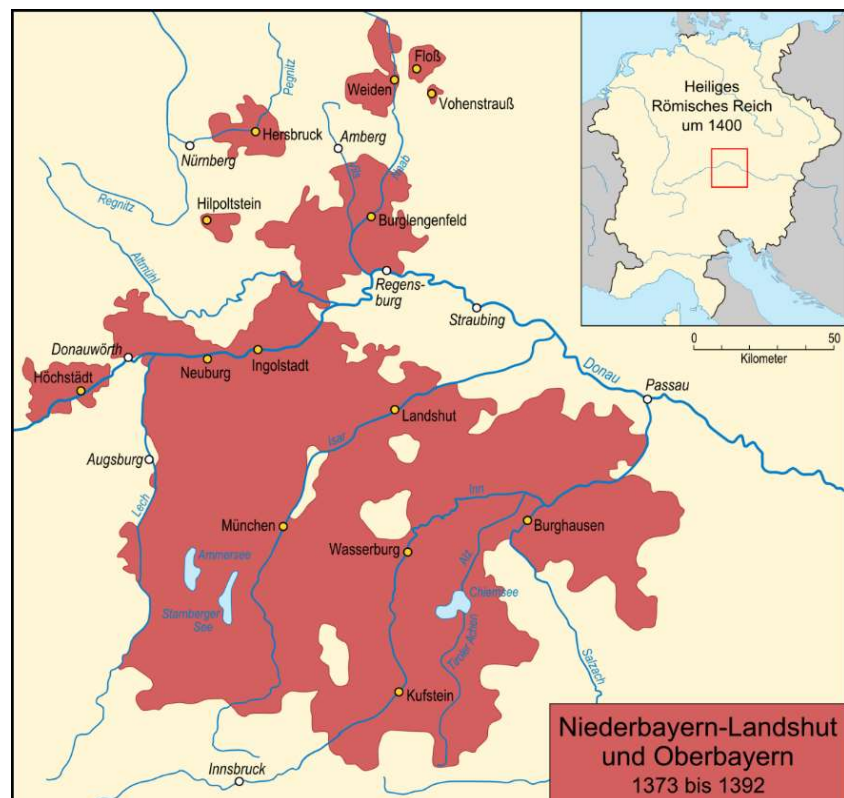 Floß
Weiden
Vohenstrauß
Pegnitz
Hersbruck
Amberg
Nürnberg
Vils
Naab
Regnitz
Hilpoltstein
Burglengenfeld
Altmühl
Regens-
burg
Straubing
Donauwörth
Höchstädt
Neuburg
Ingolstadt
Donau
Passau
Landshut
Isar
Augsburg
Lech
Inn
München
Wasserburg
Burghausen
Alz
Ammersee
Starnberger
See
Chiemsee
Tiroler Achen
Salzach
Kufstein
Innsbruck
Heiliges
Römisches Reich
um 1400
0 50
Kilometer
Niederbayern-Landshut
und Oberbayern
1373 bis 1392